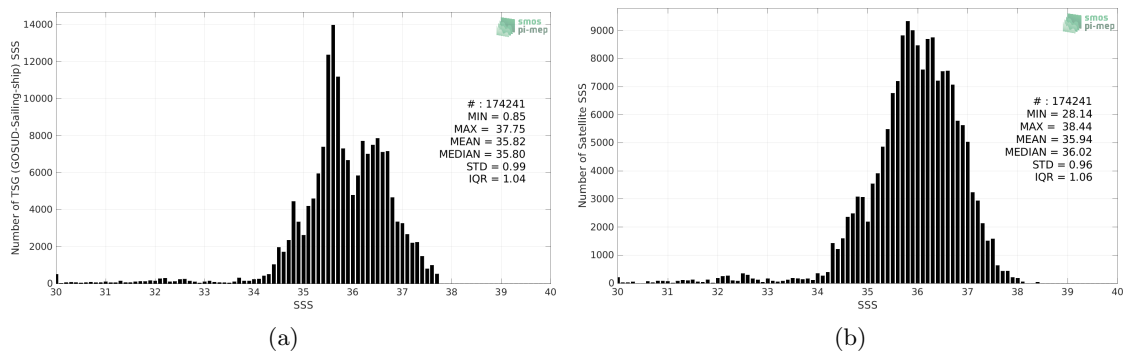 14000
12000
10000
8000
6000
4000
2000
0
Number of TSG (GOSUD-Sailing-ship) SSS
smos
pi-mep
# : 174241
MIN = 0.85
MAX = 37.75
MEAN = 35.82
MEDIAN = 35.80
STD = 0.99
IQR = 1.04
30 31 32 33 34 35 36 37 38 39 40
SSS
(a)
9000
8000
7000
6000
5000
4000
3000
2000
1000
0
Number of Satellite SSS
smos
pi-mep
# : 174241
MIN = 28.14
MAX = 38.44
MEAN = 35.94
MEDIAN = 36.02
STD = 0.96
IQR = 1.06
30 31 32 33 34 35 36 37 38 39 40
SSS
(b)